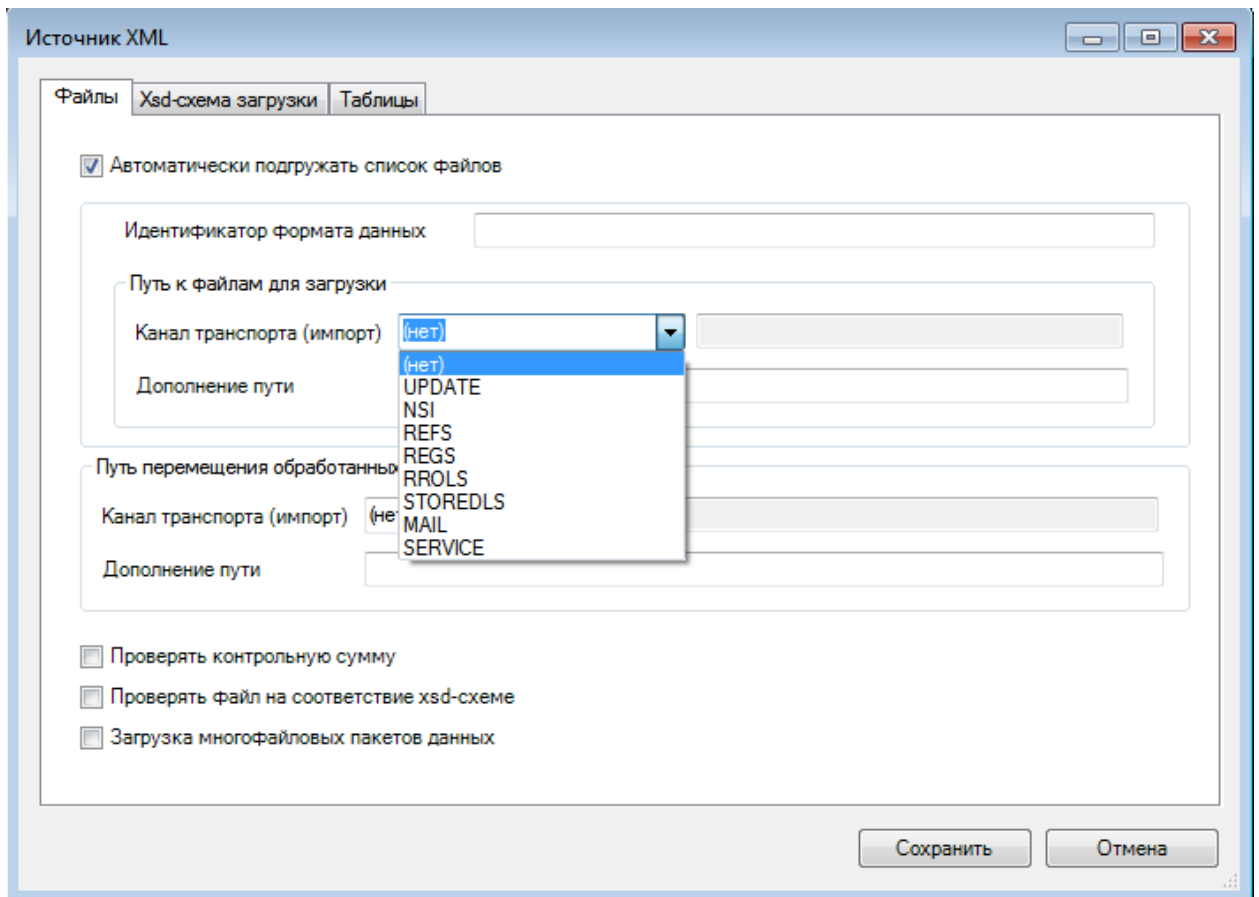 Источник XML
Файлы Xsd-схема загрузки Таблицы
Автоматически подгружать список файлов
Идентификатор формата данных
Путь к файлам для загрузки
Канал транспорта (импорт) (нет)
(нет)
Дополнение пути
UPDATE
NSI
REFS
REGS
RROLS
STOREDLS
MAIL
SERVICE
Путь перемещения обработанных
Канал транспорта (импорт) (не
Дополнение пути
Проверять контрольную сумму
Проверять файл на соответствие xsd-схеме
Загрузка многофайловых пакетов данных
Сохранить Отмена